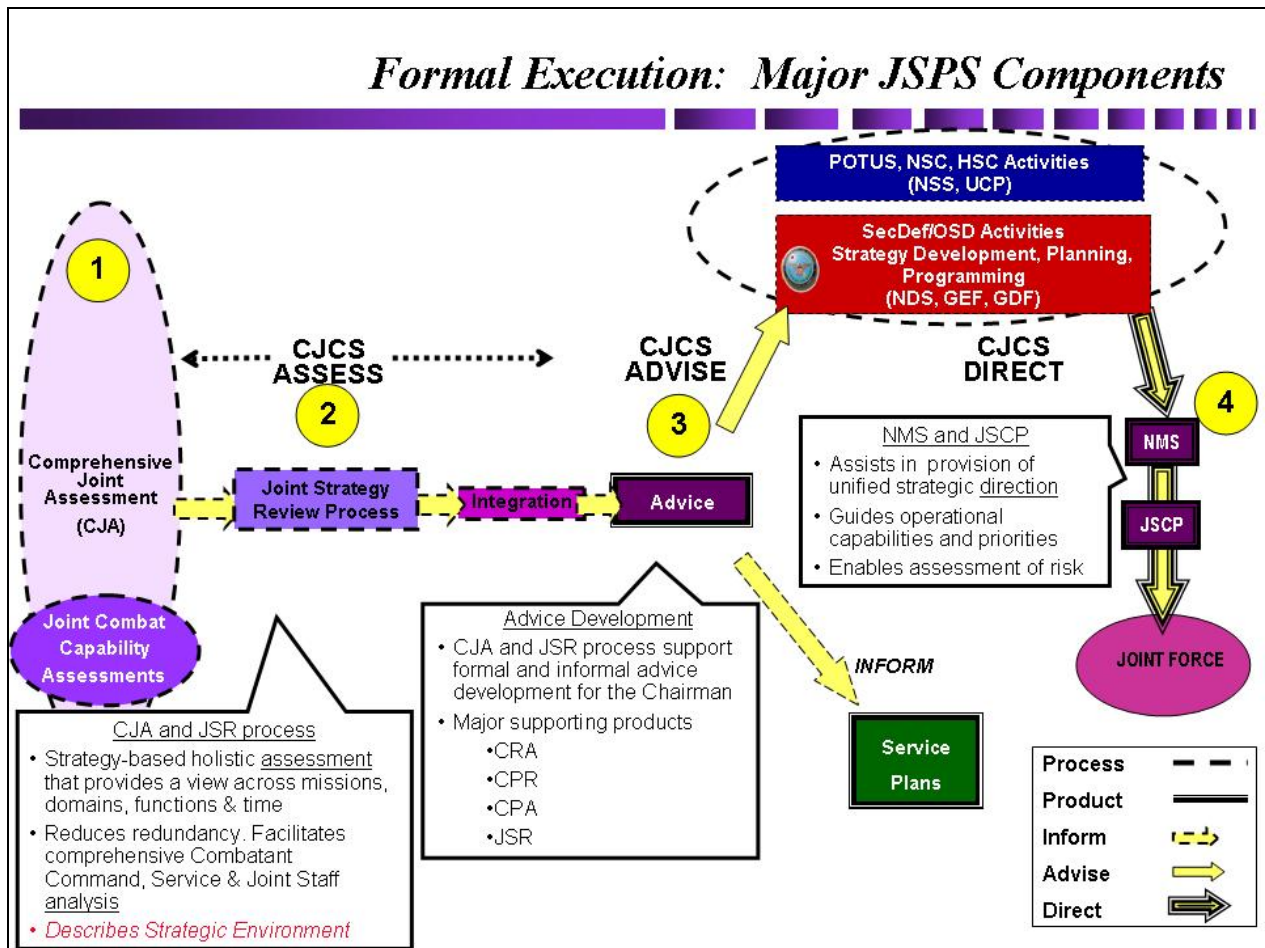 Formal Execution: Major JSPS Components
POTUS, NSC, HSC Activities
(NSS, UCP)
SecDef/OSD Activities
Strategy Development, Planning,
Programming
(NDS, GEF, GDF)
1
CJCS
ASSESS
2
CJCS
ADVISE
3
CJCS
DIRECT
4
Comprehensive
Joint
Assessment
(CJA)
Joint Strategy
Review Process
Integration
Advice
NMS and JSCP
• Assists in provision of
unified strategic direction
• Guides operational
capabilities and priorities
• Enables assessment of risk
NMS
JSCP
JOINT FORCE
Joint Combat
Capability
Assessments
CJA and JSR process
• Strategy-based holistic assessment
that provides a view across missions,
domains, functions & time
• Reduces redundancy. Facilitates
comprehensive Combatant
Command, Service & Joint Staff
analysis
• Describes Strategic Environment
Advice Development
• CJA and JSR process support
formal and informal advice
development for the Chairman
• Major supporting products
•CRA
•CPR
•CPA
•JSR
INFORM
Service
Plans
Process
Product
Inform
Advise
Direct